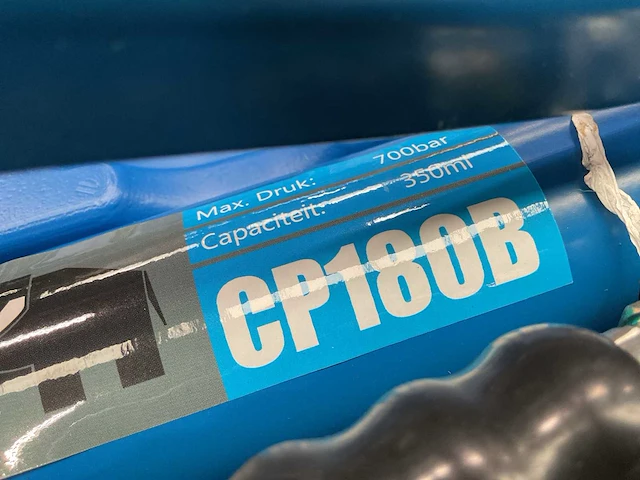 Max. Druk: 700bar
Capaciteit: 350ml
CP180B